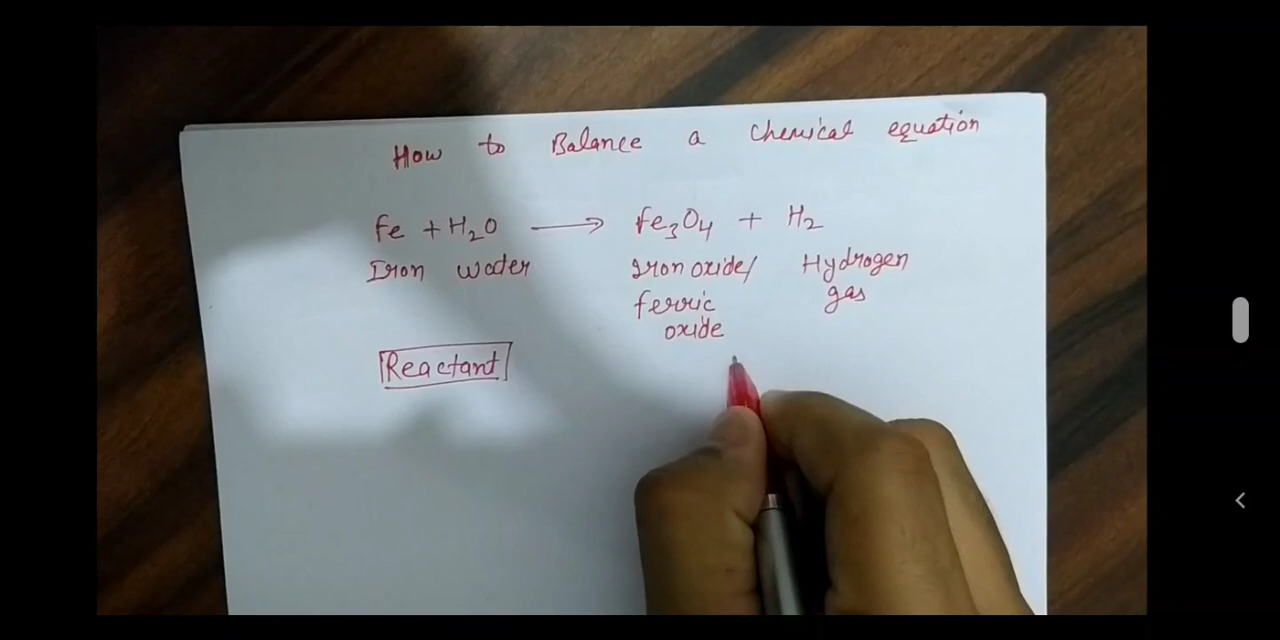 How to Balance a Chemical equation
Fe + H₂O ⟶ Fe₃O₄ + H₂
Iron water Iron oxide/ Hydrogen
ferric gas
oxide
Reactant